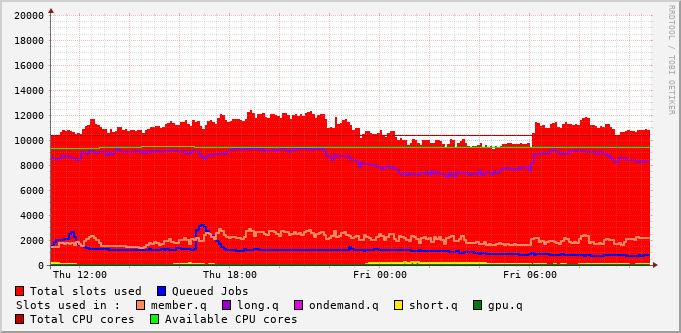 20000
18000
16000
14000
12000
10000
8000
6000
4000
2000
0
Thu 12:00 Thu 18:00 Fri 00:00 Fri 06:00
Total slots used Queued Jobs
Slots used in : member.q long.q ondemand.q short.q gpu.q
Total CPU cores Available CPU cores
RRDTOOL / TOBI OETIKER